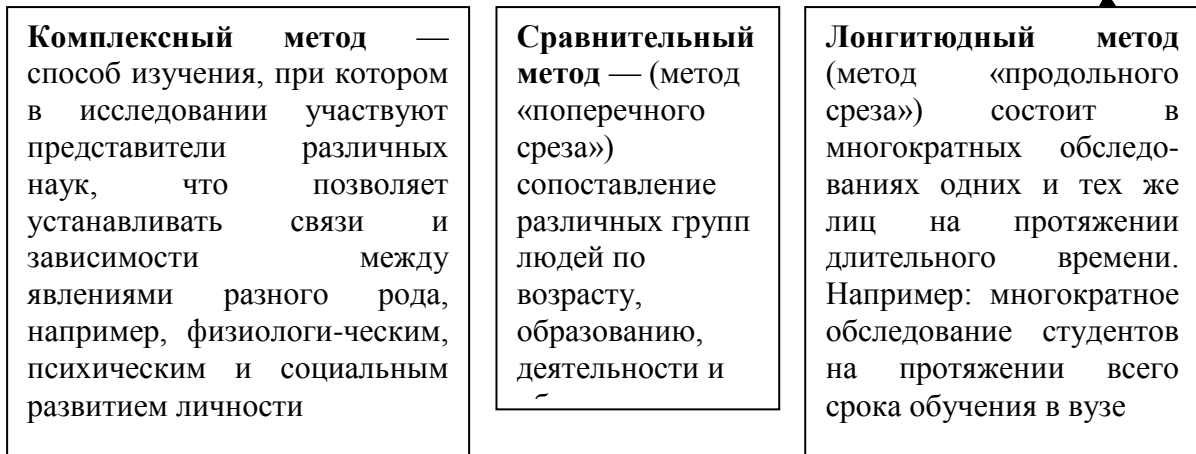 Комплексный метод —
способ изучения, при котором
в исследовании участвуют
представители различных
наук, что позволяет
устанавливать связи и
зависимости между
явлениями разного рода,
например, физиологи-ческим,
психическим и социальным
развитием личности
Сравнительный
метод — (метод
«поперечного
среза»)
сопоставление
различных групп
людей по
возрасту,
образованию,
деятельности и
Лонгитюдный метод
(метод «продольного
среза») состоит в
многократных обследо-
ваниях одних и тех же
лиц на протяжении
длительного времени.
Например: многократное
обследование студентов
на протяжении всего
срока обучения в вузе